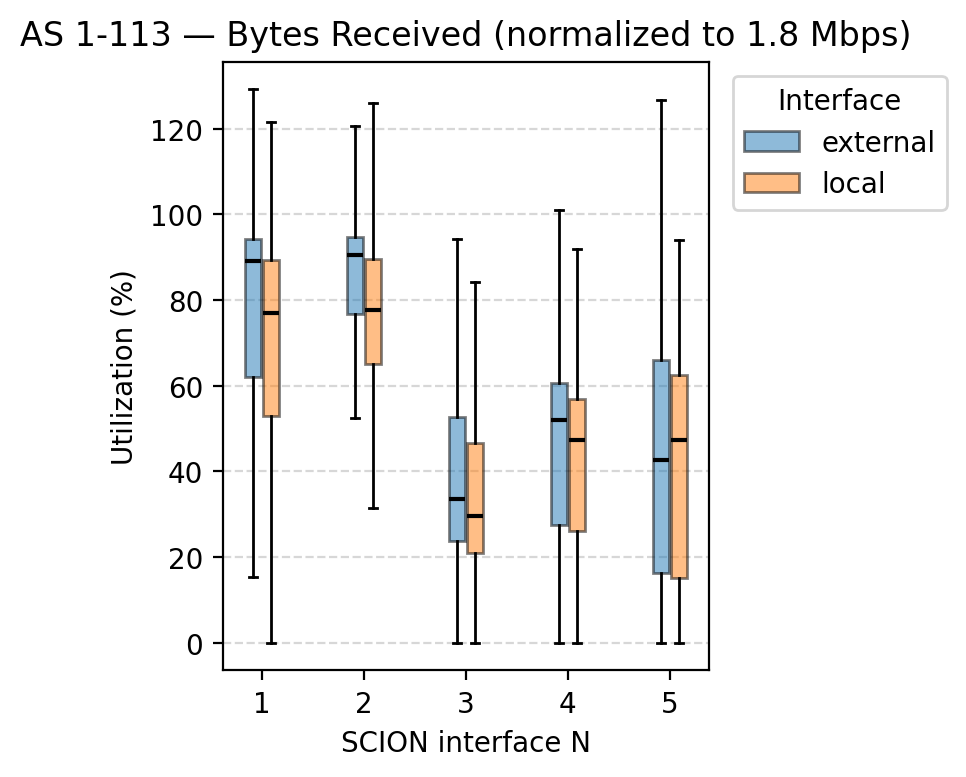 AS 1-113 — Bytes Received (normalized to 1.8 Mbps)
Interface
external
local
Utilization (%)
120
100
80
60
40
20
0
1 2 3 4 5
SCION interface N